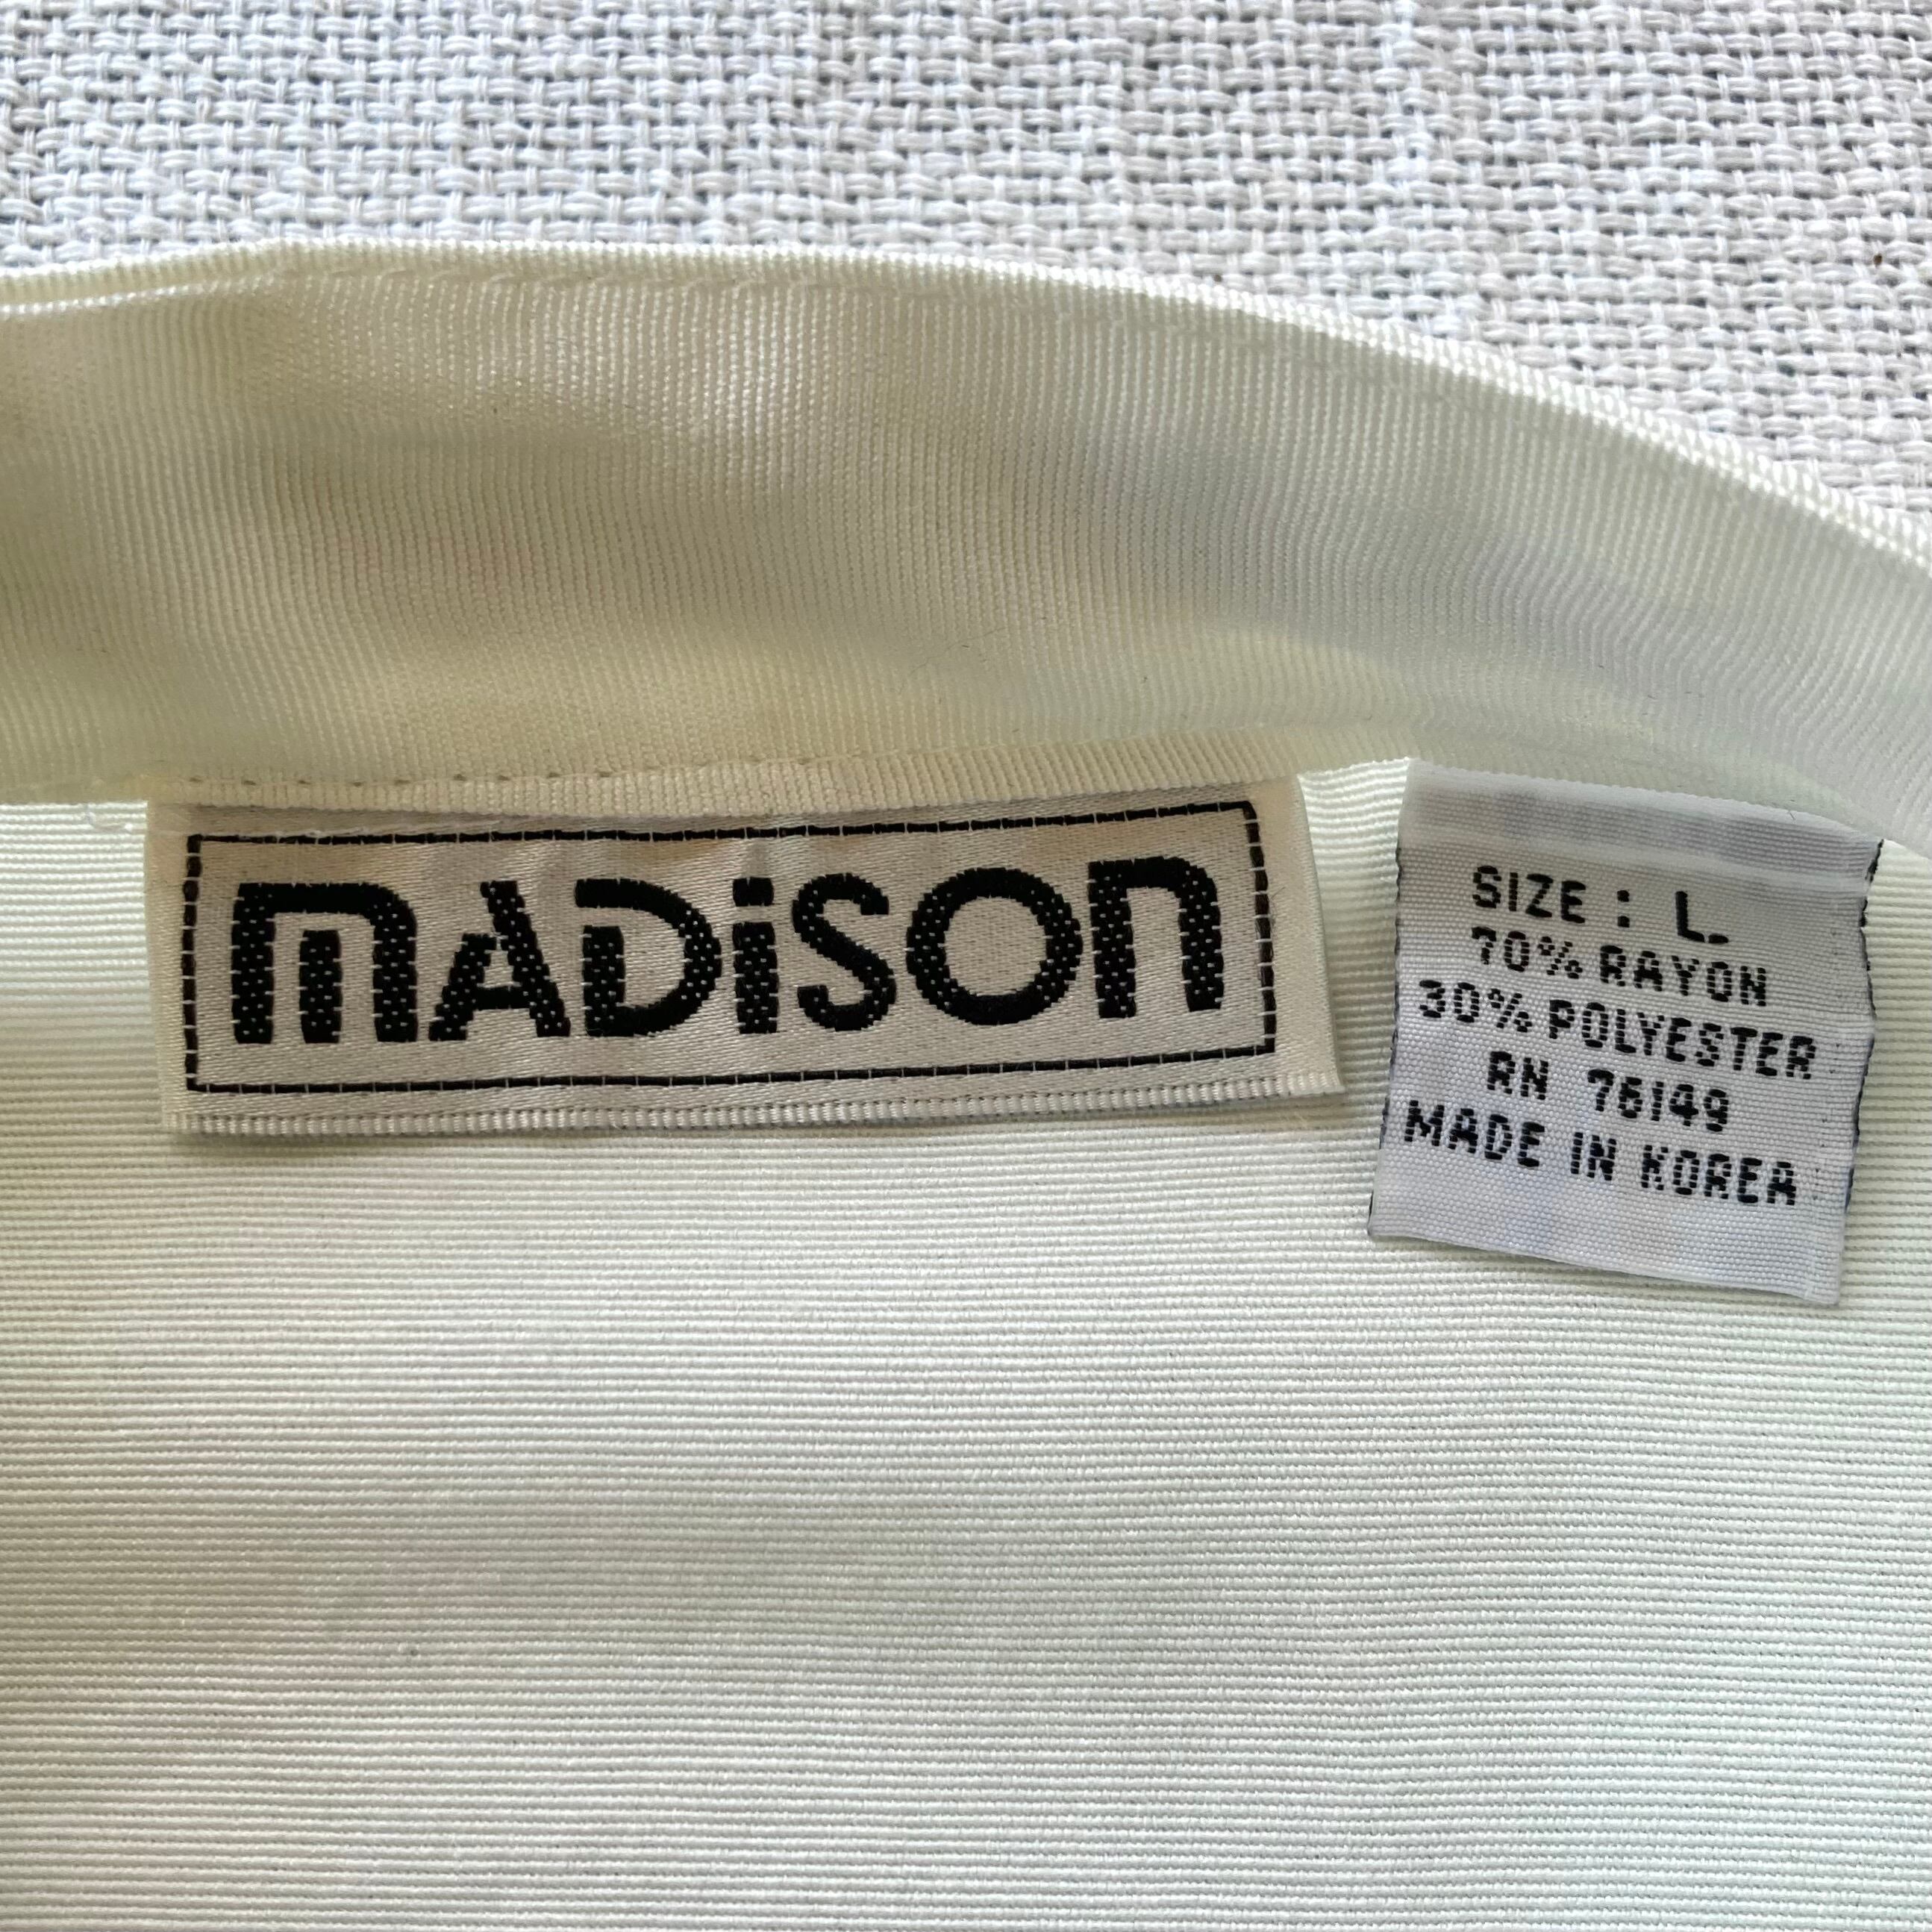 MADiSON
SIZE : L.
70% RAYON
30% POLYESTER
RN 76149
MADE IN KOREA